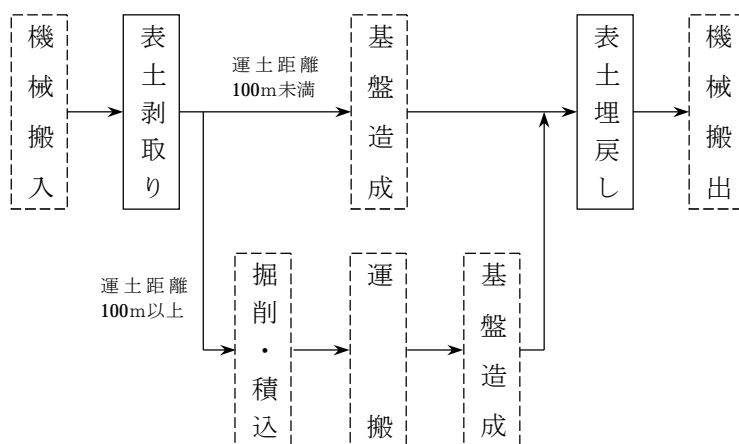 機械搬入
表土剥取り
運土距離
100m未満
基盤造成
表土埋戻し
機械搬出
運土距離
100m以上
掘削・積込
運搬
基盤造成